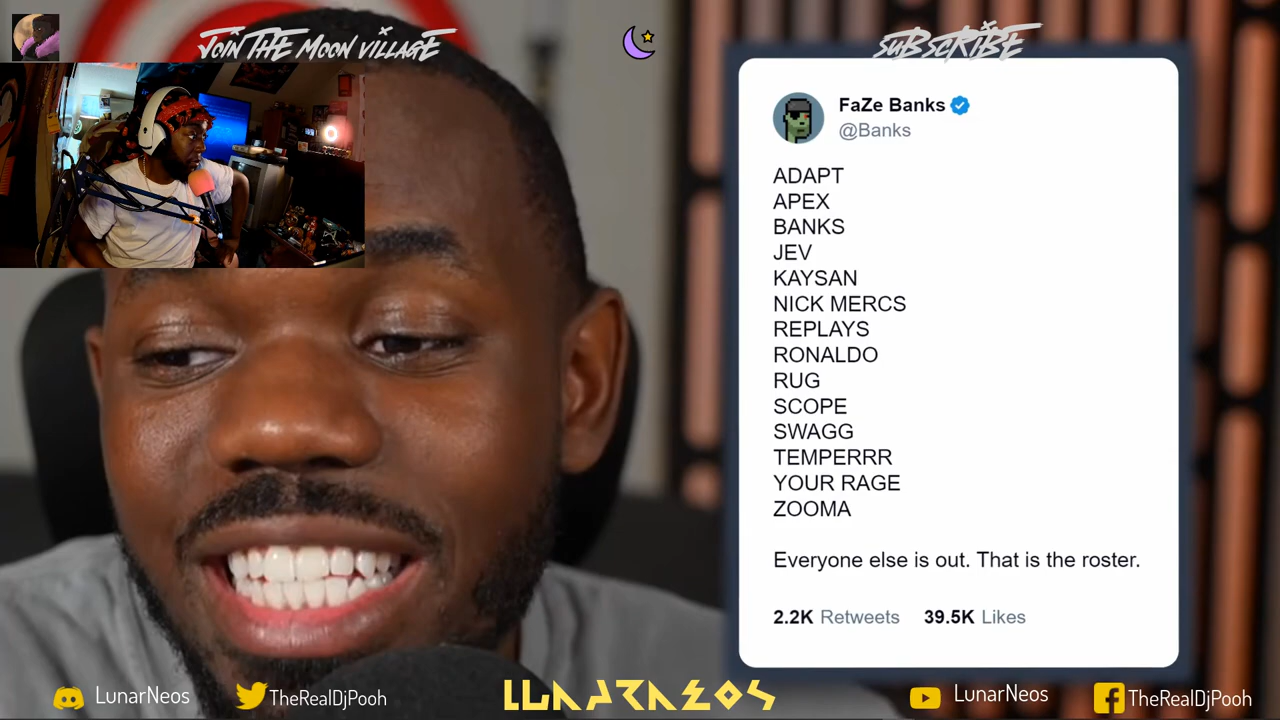 JOIN THE MOON VILLAGE
SUBSCRIBE
FaZe Banks
@Banks
ADAPT
APEX
BANKS
JEV
KAYSAN
NICK MERCS
REPLAYS
RONALDO
RUG
SCOPE
SWAGG
TEMPERRR
YOUR RAGE
ZOOMA
Everyone else is out. That is the roster.
2.2K Retweets 39.5K Likes
LunarNeos
TheRealDjPooh
LUNARNEOS
LunarNeos
TheRealDjPooh